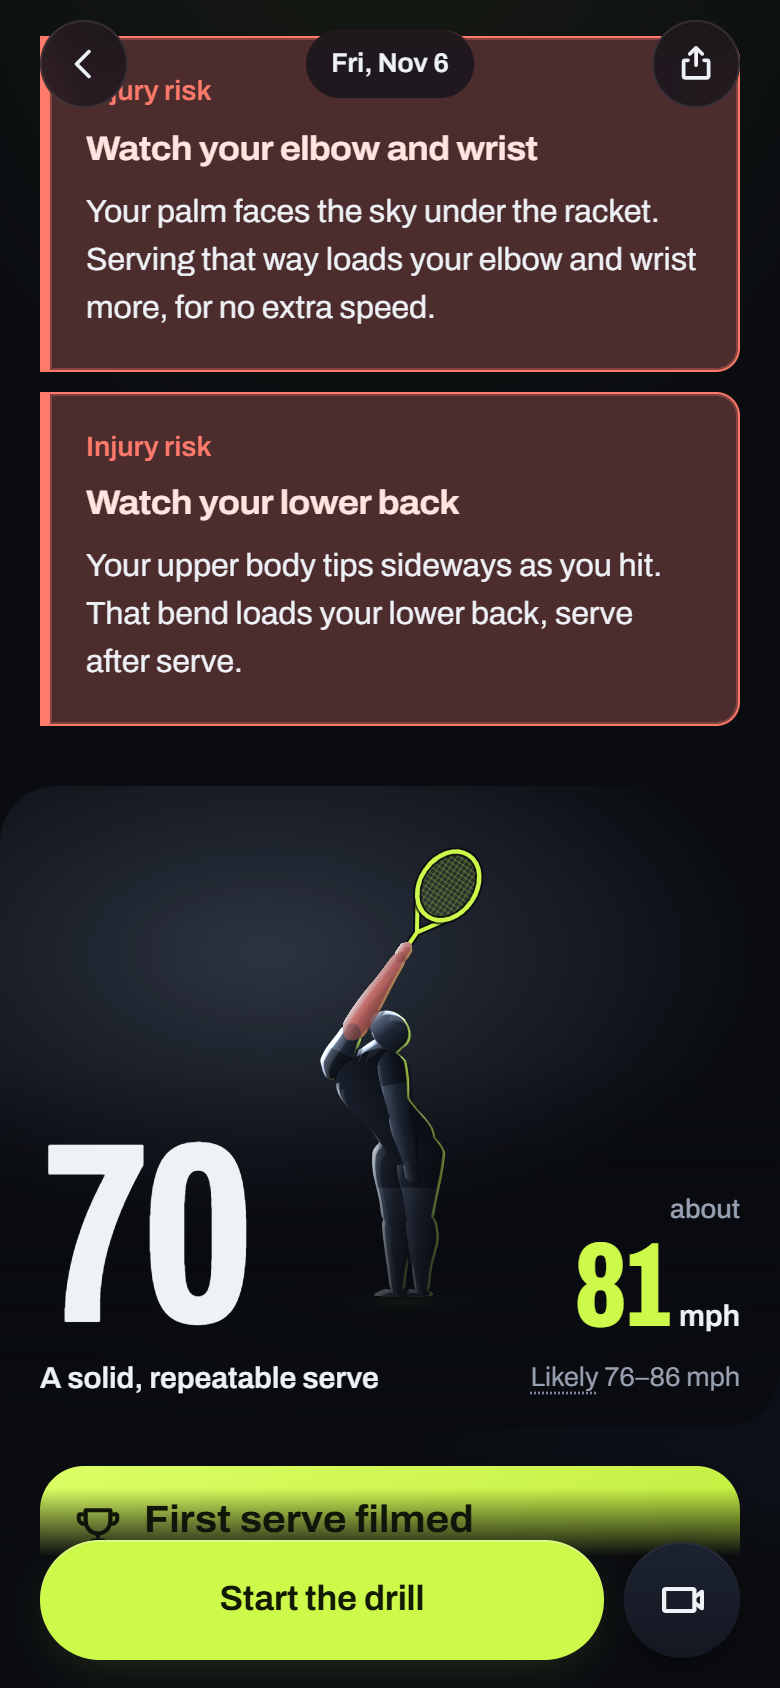 Fri, Nov 6
Injury risk
Watch your elbow and wrist
Your palm faces the sky under the racket.
Serving that way loads your elbow and wrist
more, for no extra speed.
Injury risk
Watch your lower back
Your upper body tips sideways as you hit.
That bend loads your lower back, serve
after serve.
70
A solid, repeatable serve
about
81 mph
Likely 76–86 mph
First serve filmed
Start the drill